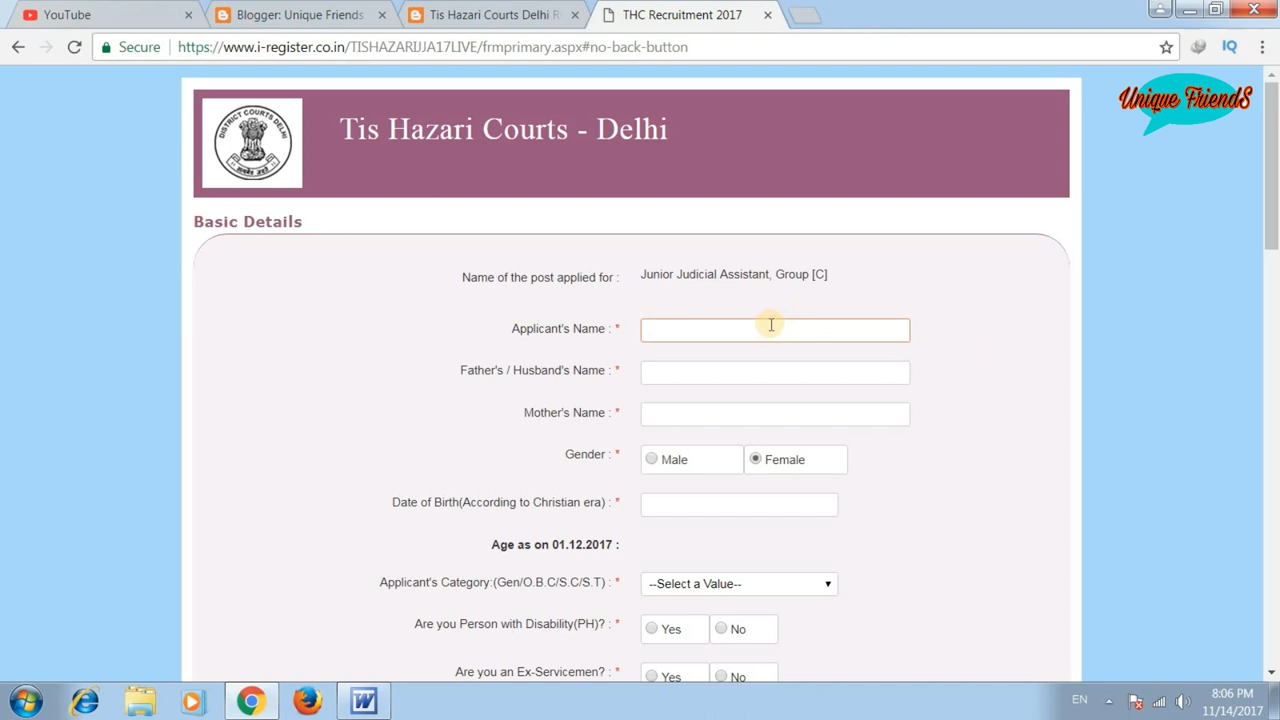 YouTube
Blogger: Unique Friends
Tis Hazari Courts Delhi R
THC Recruitment 2017
Secure
https://www.i-register.co.in/TISHAZARIJJA17LIVE/frmprimary.aspx#no-back-button
IQ
Unique FriendS
DISTRICT COURTS DELHI
Tis Hazari Courts - Delhi
Basic Details
Name of the post applied for :
Junior Judicial Assistant, Group [C]
Applicant's Name : *
Father's / Husband's Name : *
Mother's Name : *
Gender : *
Male
Female
Date of Birth(According to Christian era) : *
Age as on 01.12.2017 :
Applicant's Category:(Gen/O.B.C/S.C/S.T) : *
--Select a Value--
Are you Person with Disability(PH)? : *
Yes
No
Are you an Ex-Servicemen? : *
Yes
No
EN
8:06 PM
11/14/2017